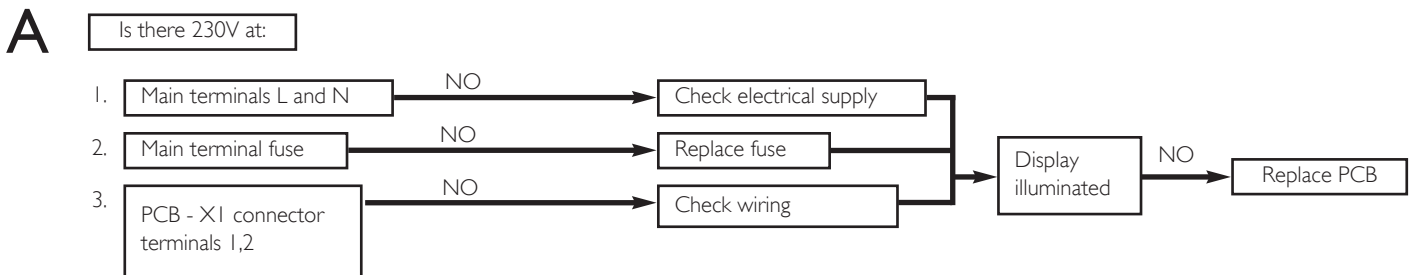 A
Is there 230V at:
1. Main terminals L and N
NO
Check electrical supply
2. Main terminal fuse
NO
Replace fuse
3. PCB - X1 connector
terminals 1,2
NO
Check wiring
Display
illuminated
NO
Replace PCB